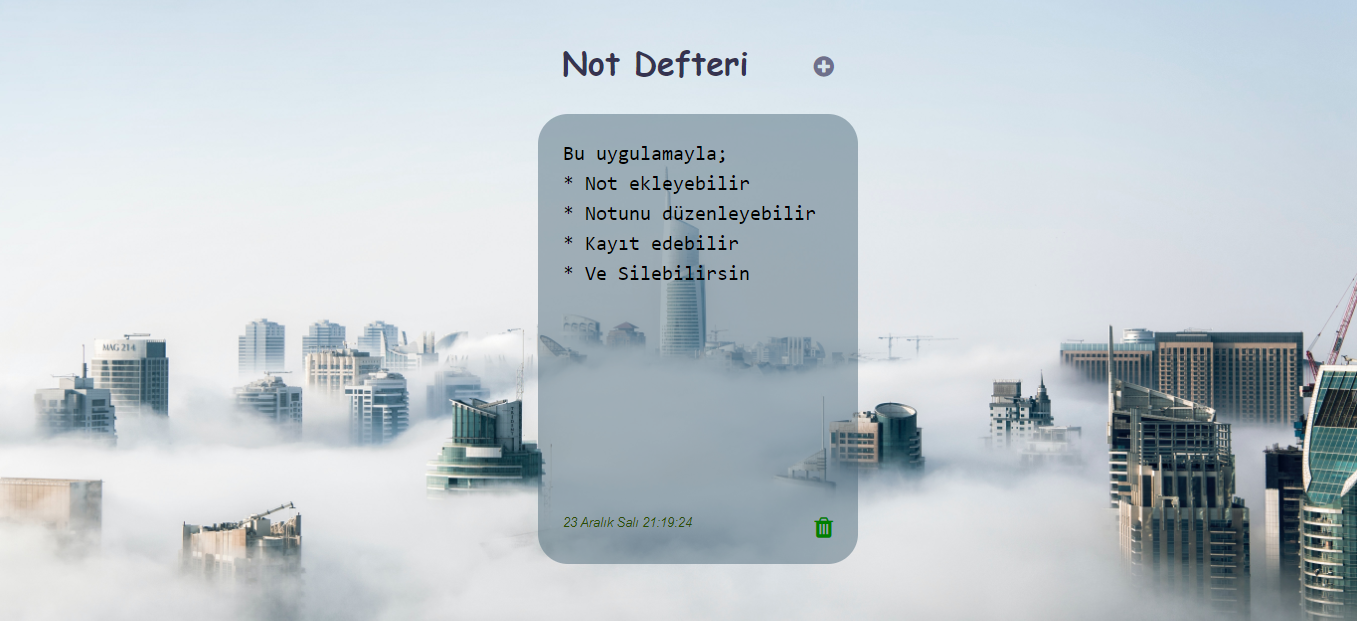 Not Defteri
Bu uygulamayla;
* Not ekleyebilir
* Notunu düzenleyebilir
* Kayıt edebilir
* Ve Silebilirsin
MAG 214
23 Aralık Salı 21:19:24